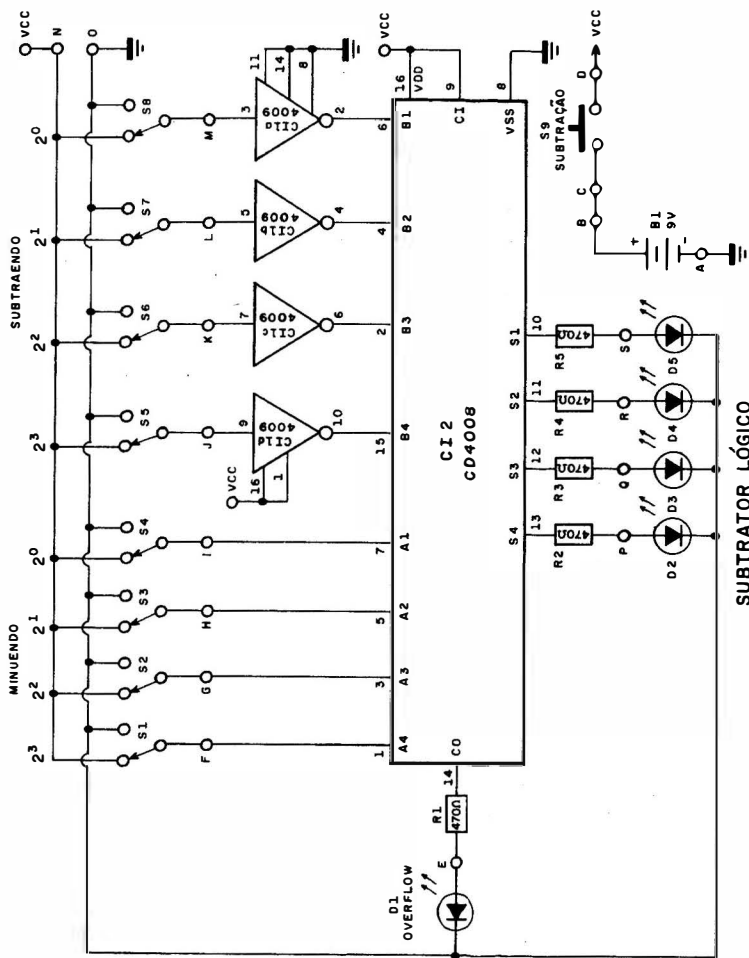 MINUENDO
SUBTRAENDO
2³ 2² 2¹ 2⁰ 2³ 2² 2¹ 2⁰
VCC
N
O
S1 S2 S3 S4 S5 S6 S7 S8
F G H I J K L M
VCC
16
1
9 7 5 3
CI1d 4009
CI1c 4009
CI1b 4009
CI1a 4009
11
14
8
10 6 4 2
VCC
1 3 5 7 15 2 4 6
A4 A3 A2 A1 B4 B3 B2 B1
16
VDD
9
CI
8
VSS
CI2
CD4008
CO
14
R1
470Ω
E
D1
OVERFLOW
S4 S3 S2 S1
13 12 11 10
R2 470Ω
R3 470Ω
R4 470Ω
R5 470Ω
P Q R S
D2 D3 D4 D5
VCC
D
S9
SUBTRAÇÃO
C
B
+
B1
9V
-
A
SUBTRATOR LÓGICO